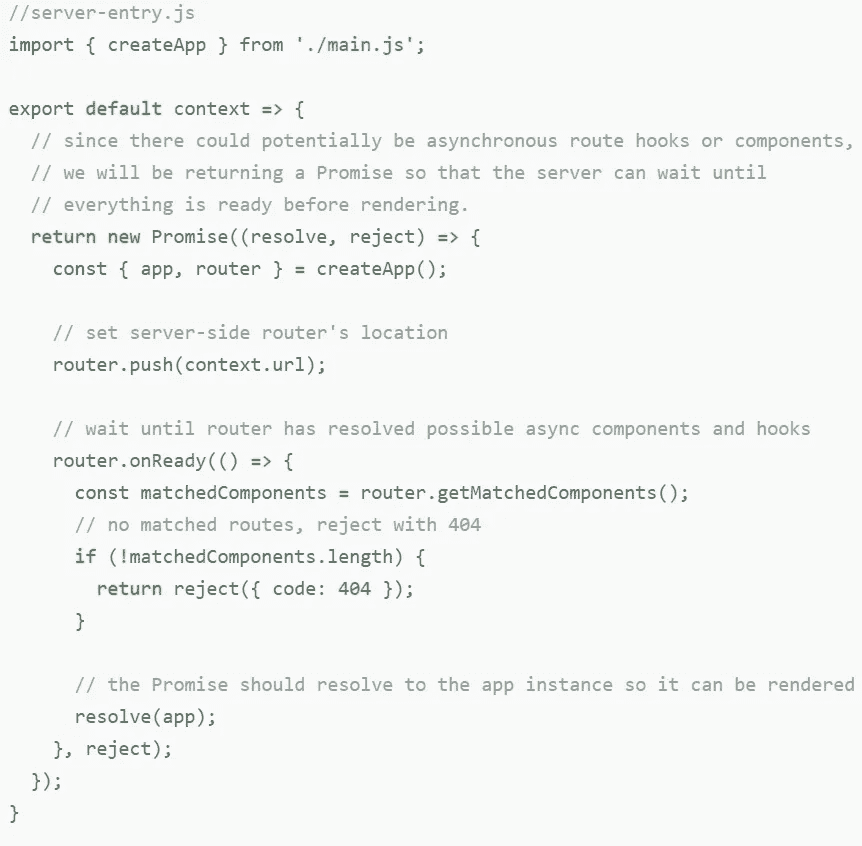 //server-entry.js
import { createApp } from './main.js';

export default context => {
  // since there could potentially be asynchronous route hooks or components,
  // we will be returning a Promise so that the server can wait until
  // everything is ready before rendering.
  return new Promise((resolve, reject) => {
    const { app, router } = createApp();

    // set server-side router's location
    router.push(context.url);

    // wait until router has resolved possible async components and hooks
    router.onReady(() => {
      const matchedComponents = router.getMatchedComponents();
      // no matched routes, reject with 404
      if (!matchedComponents.length) {
        return reject({ code: 404 });
      }

      // the Promise should resolve to the app instance so it can be rendered
      resolve(app);
    }, reject);
  });
}